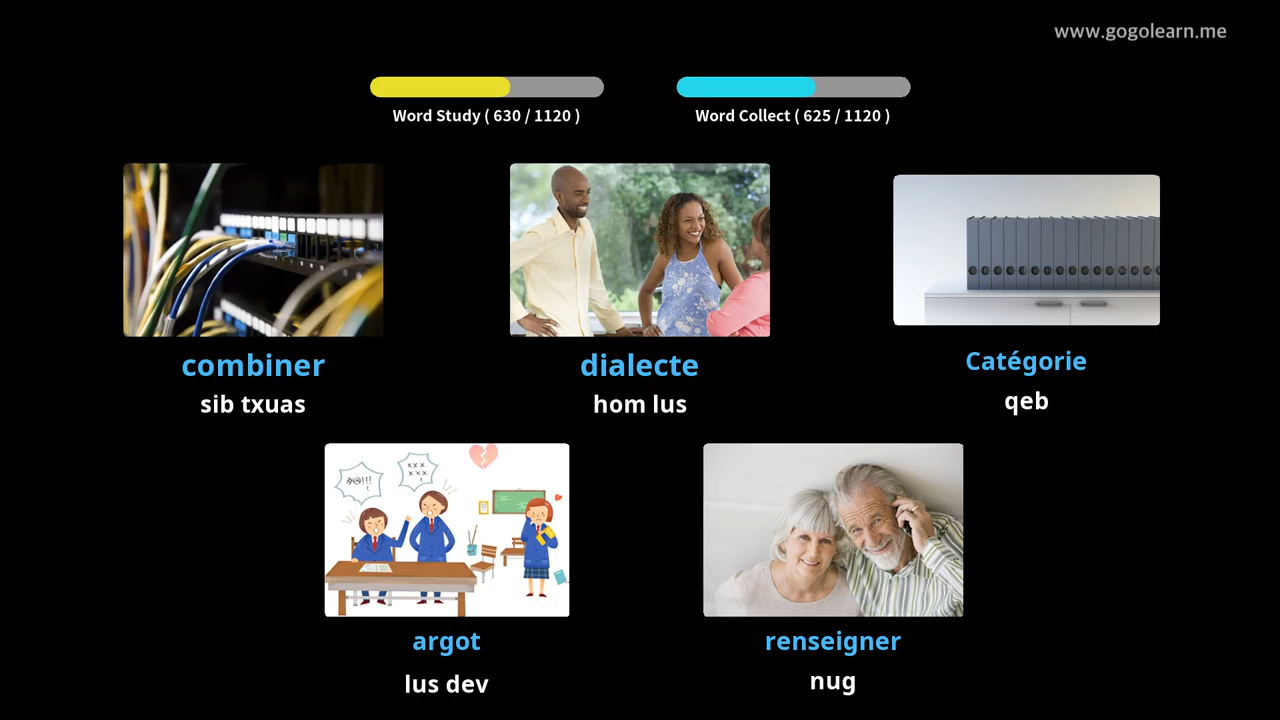 www.gogolearn.me
Word Study ( 630 / 1120 )
Word Collect ( 625 / 1120 )
combiner
sib txuas
dialecte
hom lus
Catégorie
qeb
argot
lus dev
renseigner
nug